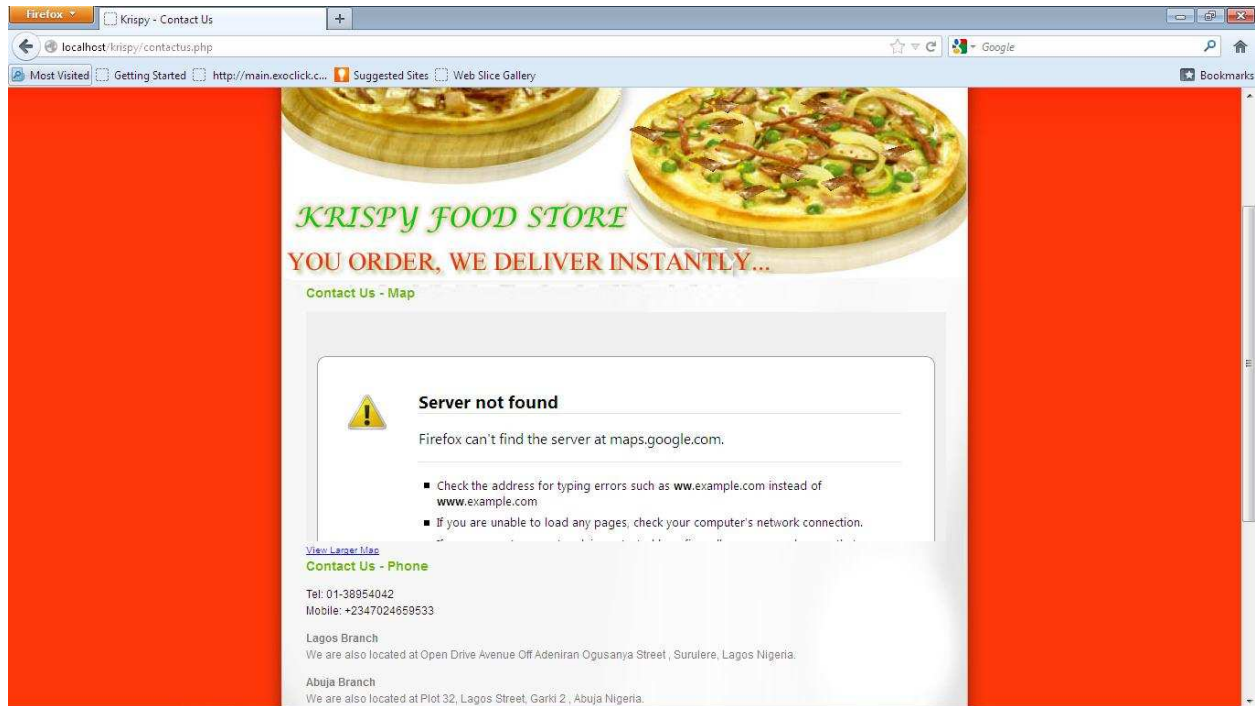 Firefox
Krispy - Contact Us
localhost/krispy/contactus.php
Google
Most Visited Getting Started http://main.exoclick.c... Suggested Sites Web Slice Gallery Bookmarks
KRISPY FOOD STORE
YOU ORDER, WE DELIVER INSTANTLY...
Contact Us - Map
Server not found
Firefox can't find the server at maps.google.com.
Check the address for typing errors such as ww.example.com instead of
www.example.com
If you are unable to load any pages, check your computer's network connection.
View Larger Map
Contact Us - Phone
Tel: 01-38954042
Mobile: +2347024659533
Lagos Branch
We are also located at Open Drive Avenue Off Adeniran Ogusanya Street , Surulere, Lagos Nigeria.
Abuja Branch
We are also located at Plot 32, Lagos Street, Garki 2 , Abuja Nigeria.